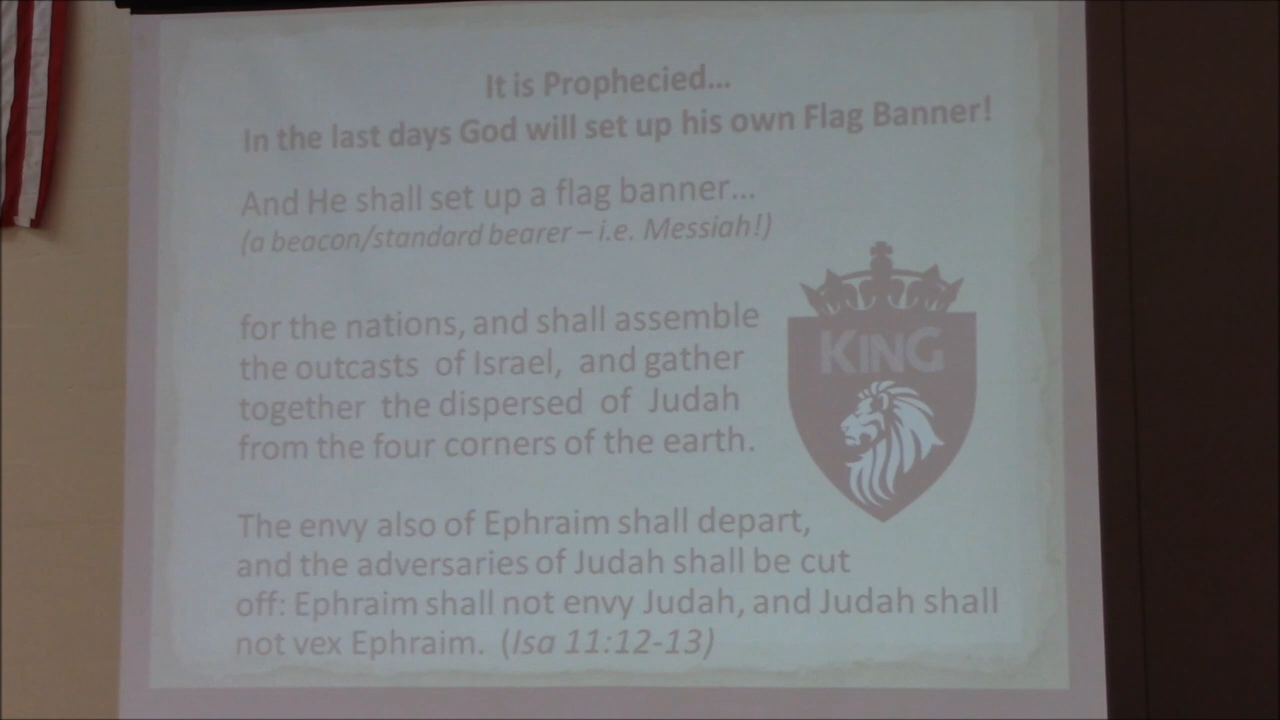 It is Prophecied...
In the last days God will set up his own Flag Banner!
And He shall set up a flag banner...
(a beacon/standard bearer – i.e. Messiah!)
for the nations, and shall assemble
the outcasts of Israel, and gather
together the dispersed of Judah
from the four corners of the earth.
KING
The envy also of Ephraim shall depart,
and the adversaries of Judah shall be cut
off: Ephraim shall not envy Judah, and Judah shall
not vex Ephraim. (Isa 11:12-13)